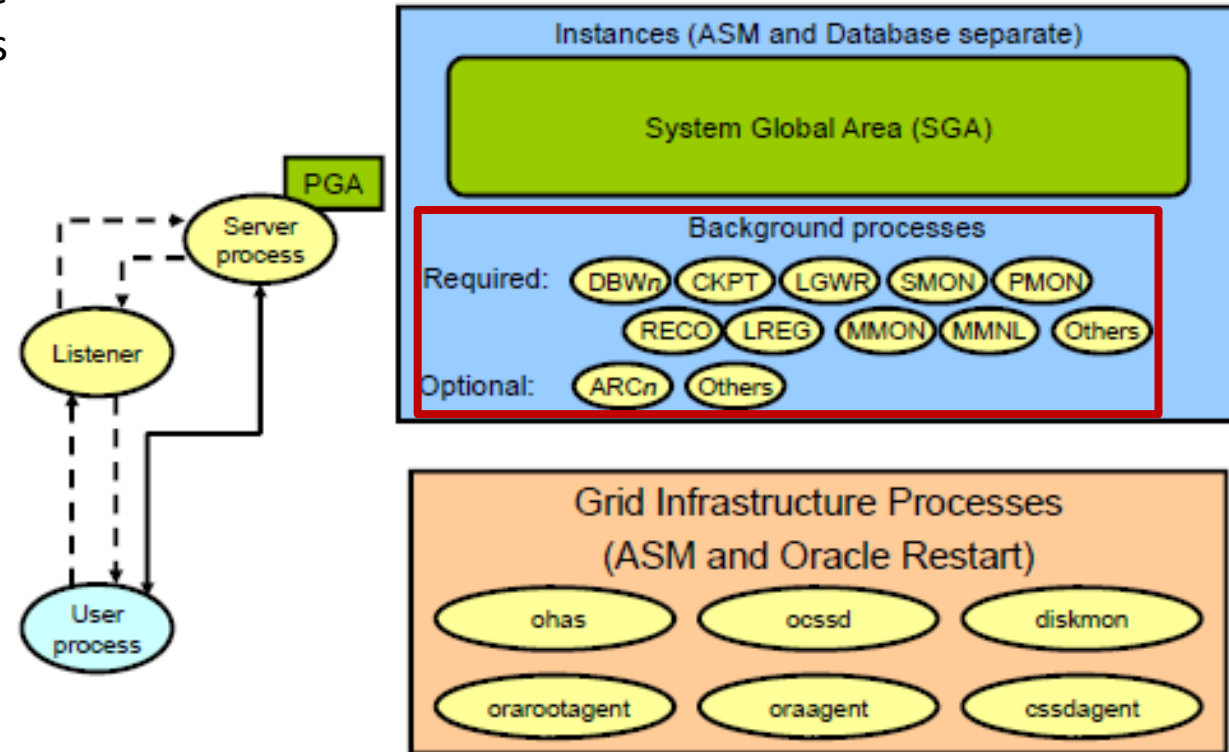 s
Instances (ASM and Database separate)
System Global Area (SGA)
PGA
Server
process
Background processes
Required: DBWn CKPT LGWR SMON PMON
RECO LREG MMON MMNL Others
Listener
Optional: ARCn Others
Grid Infrastructure Processes
(ASM and Oracle Restart)
User
process
ohas ocssd diskmon
orarootagent oraagent cssdagent